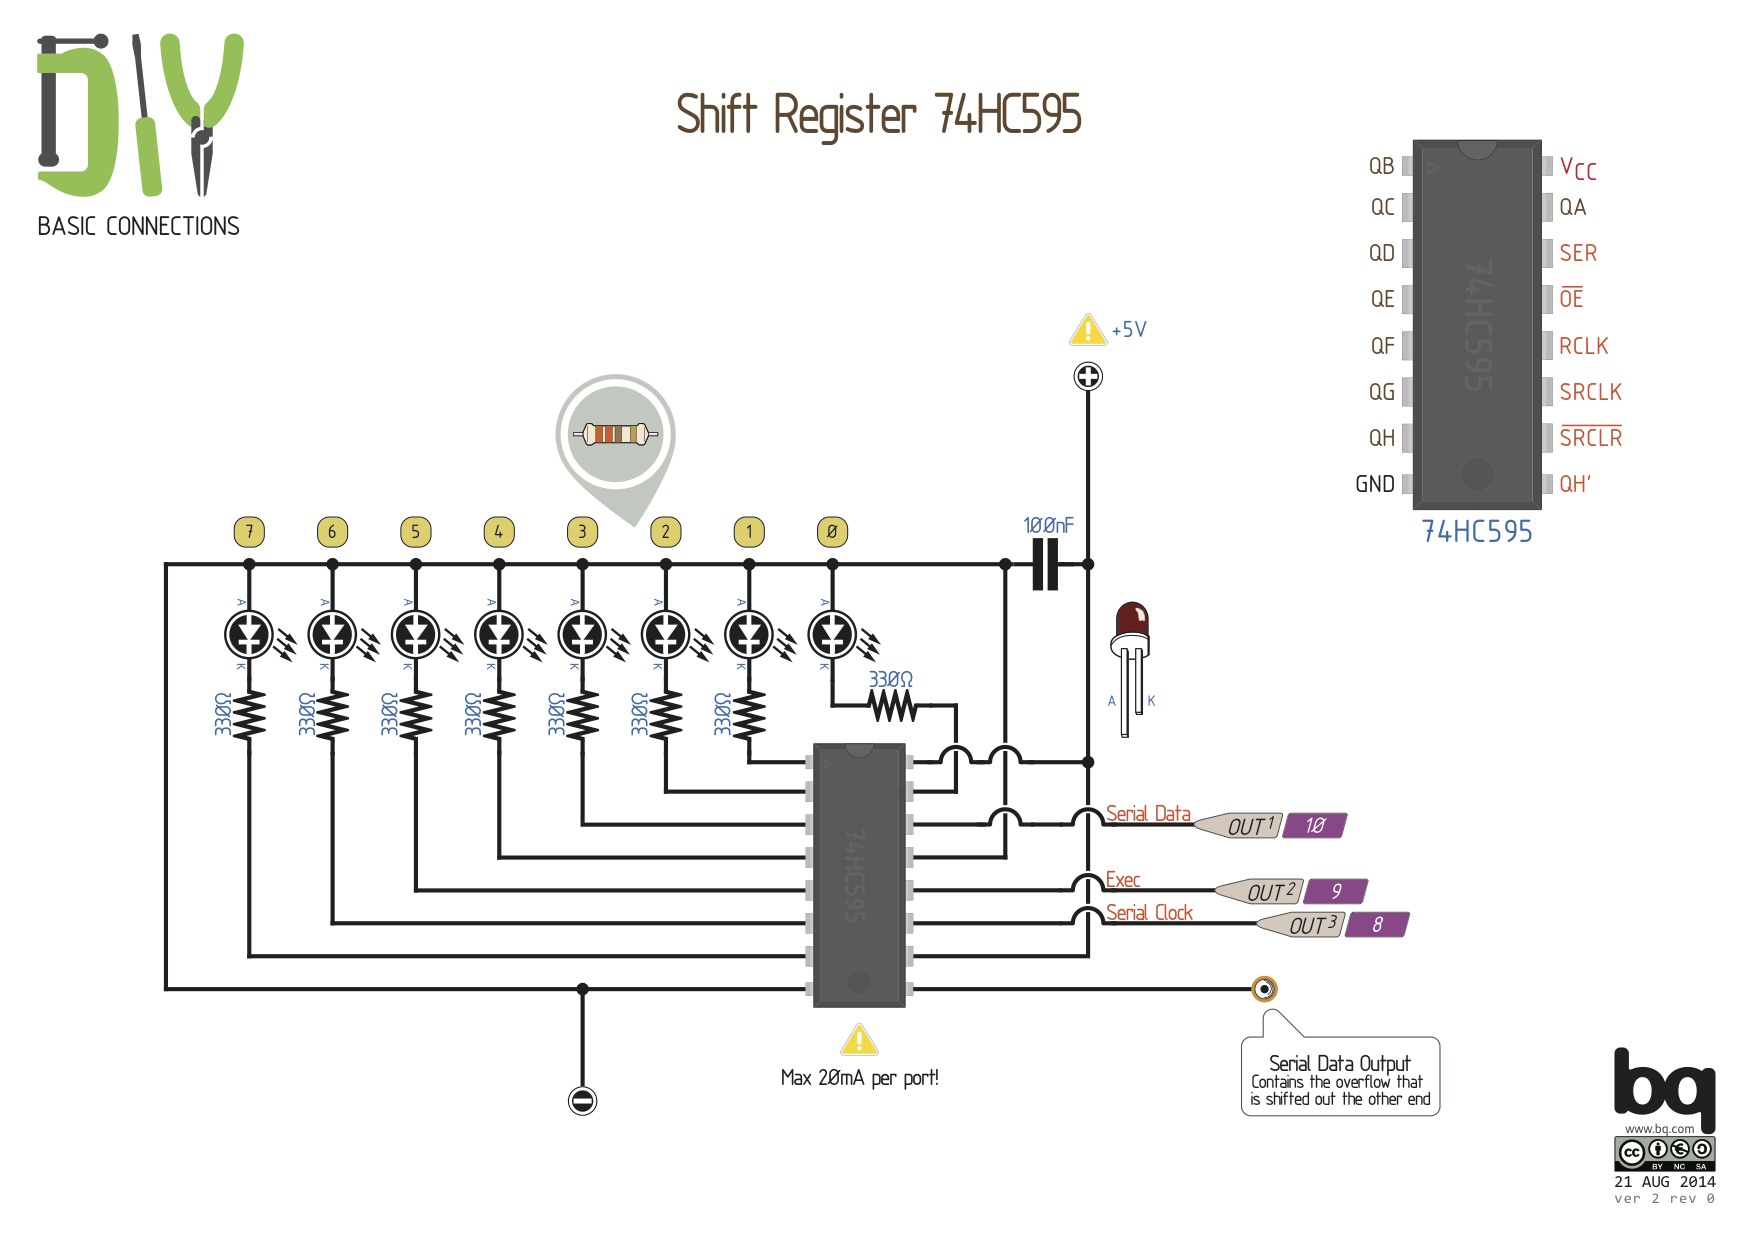 DIY
BASIC CONNECTIONS
Shift Register 74HC595
QB
VCC
QC
QA
QD
SER
QE
OE
QF
RCLK
QG
SRCLK
QH
SRCLR
GND
QH'
74HC595
74HC595
+5V
100nF
7 6 5 4 3 2 1 0
A A A A A A A A
K K K K K K K K
330Ω 330Ω 330Ω 330Ω 330Ω 330Ω 330Ω
330Ω
A K
74HC595
Serial Data OUT1 10
Exec OUT2 9
Serial Clock OUT3 8
Max 20mA per port!
Serial Data Output
Contains the overflow that
is shifted out the other end
bq
www.bq.com
cc BY NC SA
21 AUG 2014
ver 2 rev 0